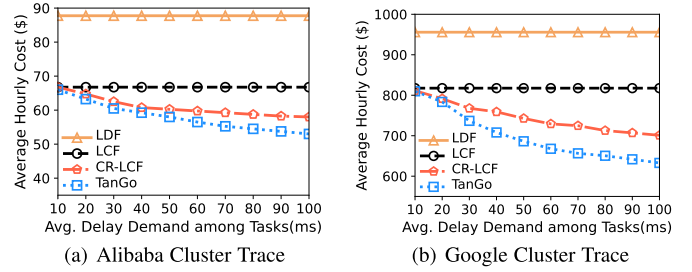 90
80
70
60
50
40
Average Hourly Cost ($)
LDF
LCF
CR-LCF
TanGo
10 20 30 40 50 60 70 80 90 100
Avg. Delay Demand among Tasks(ms)
(a) Alibaba Cluster Trace
1000
900
800
700
600
Average Hourly Cost ($)
LDF
LCF
CR-LCF
TanGo
10 20 30 40 50 60 70 80 90 100
Avg. Delay Demand among Tasks(ms)
(b) Google Cluster Trace